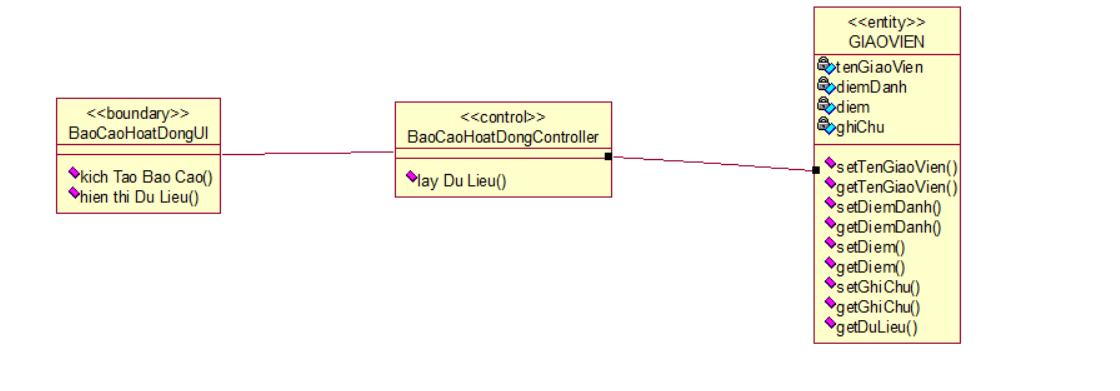 <<boundary>>
BaoCaoHoatDongUI
kich Tao Bao Cao()
hien thi Du Lieu()
<<control>>
BaoCaoHoatDongController
lay Du Lieu()
<<entity>>
GIAOVIEN
tenGiaoVien
diemDanh
diem
ghiChu
setTenGiaoVien()
getTenGiaoVien()
setDiemDanh()
getDiemDanh()
setDiem()
getDiem()
setGhiChu()
getGhiChu()
getDuLieu()